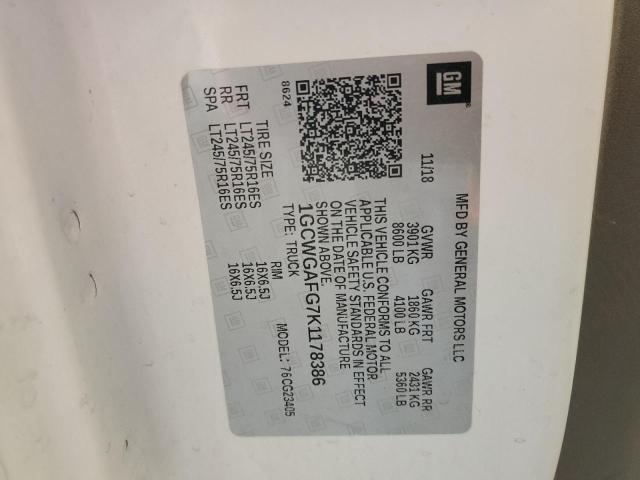 GM
MFD BY GENERAL MOTORS LLC
11/18 GVWR GAWR FRT GAWR RR
3901 KG 1860 KG 2431 KG
8600 LB 4100 LB 5360 LB
THIS VEHICLE CONFORMS TO ALL
APPLICABLE U.S. FEDERAL MOTOR
VEHICLE SAFETY STANDARDS IN EFFECT
ON THE DATE OF MANUFACTURE
SHOWN ABOVE.
1GCWGAFG7K1178386
TYPE: TRUCK MODEL: 76CG23405
8624
TIRE SIZE RIM
FRT LT245/75R16ES 16X6.5J
RR LT245/75R16ES 16X6.5J
SPA LT245/75R16ES 16X6.5J